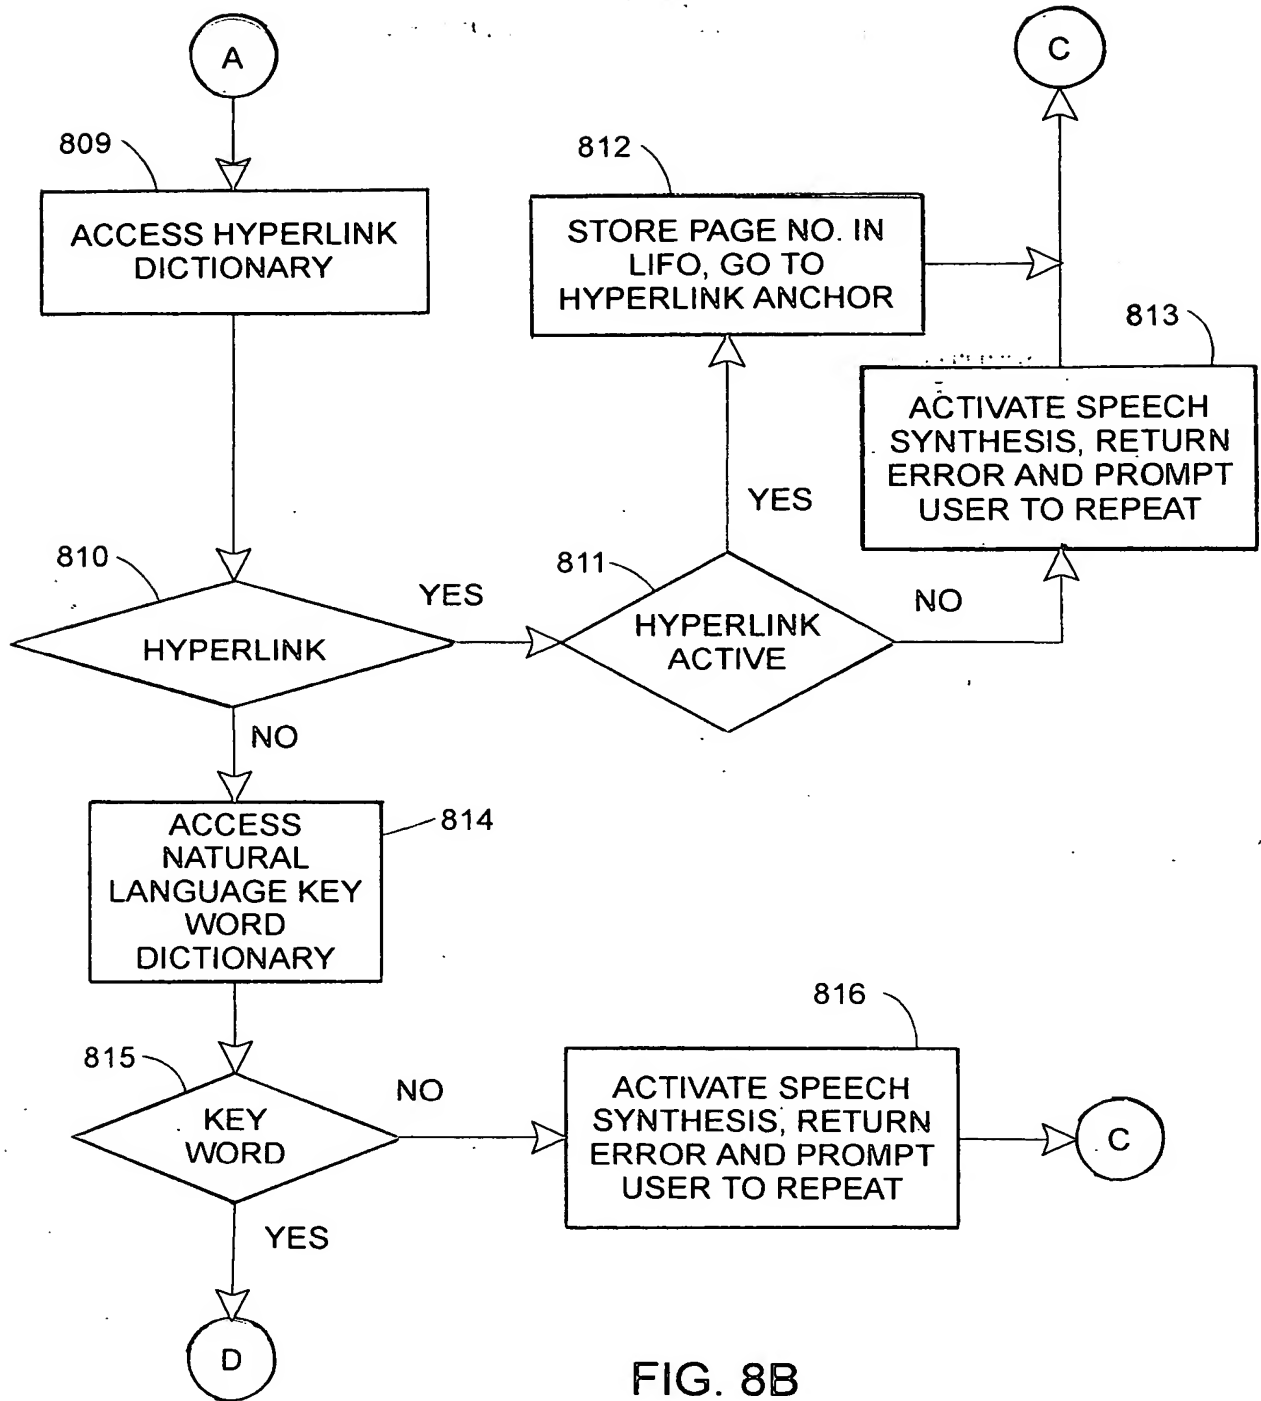 A
C
809
ACCESS HYPERLINK
DICTIONARY
812
STORE PAGE NO. IN
LIFO, GO TO
HYPERLINK ANCHOR
813
ACTIVATE SPEECH
SYNTHESIS, RETURN
ERROR AND PROMPT
USER TO REPEAT
YES
810
HYPERLINK
YES
811
HYPERLINK
ACTIVE
NO
NO
ACCESS
NATURAL
LANGUAGE KEY
WORD
DICTIONARY
814
815
KEY
WORD
NO
816
ACTIVATE SPEECH
SYNTHESIS, RETURN
ERROR AND PROMPT
USER TO REPEAT
C
YES
D
FIG. 8B